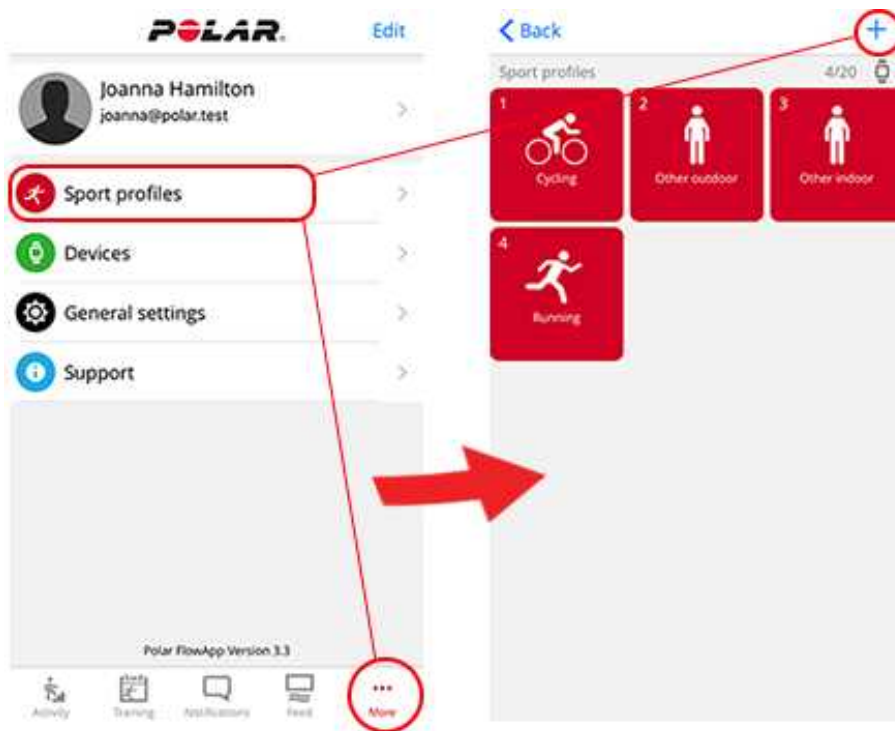 POLAR.
Edit
Joanna Hamilton
joanna@polar.test
Sport profiles
Devices
General settings
Support
Polar FlowApp Version 3.3
Activity
Training
Notifications
Feed
More
Back
+
Sport profiles
4/20
1
Cycling
2
Other outdoor
3
Other indoor
4
Running